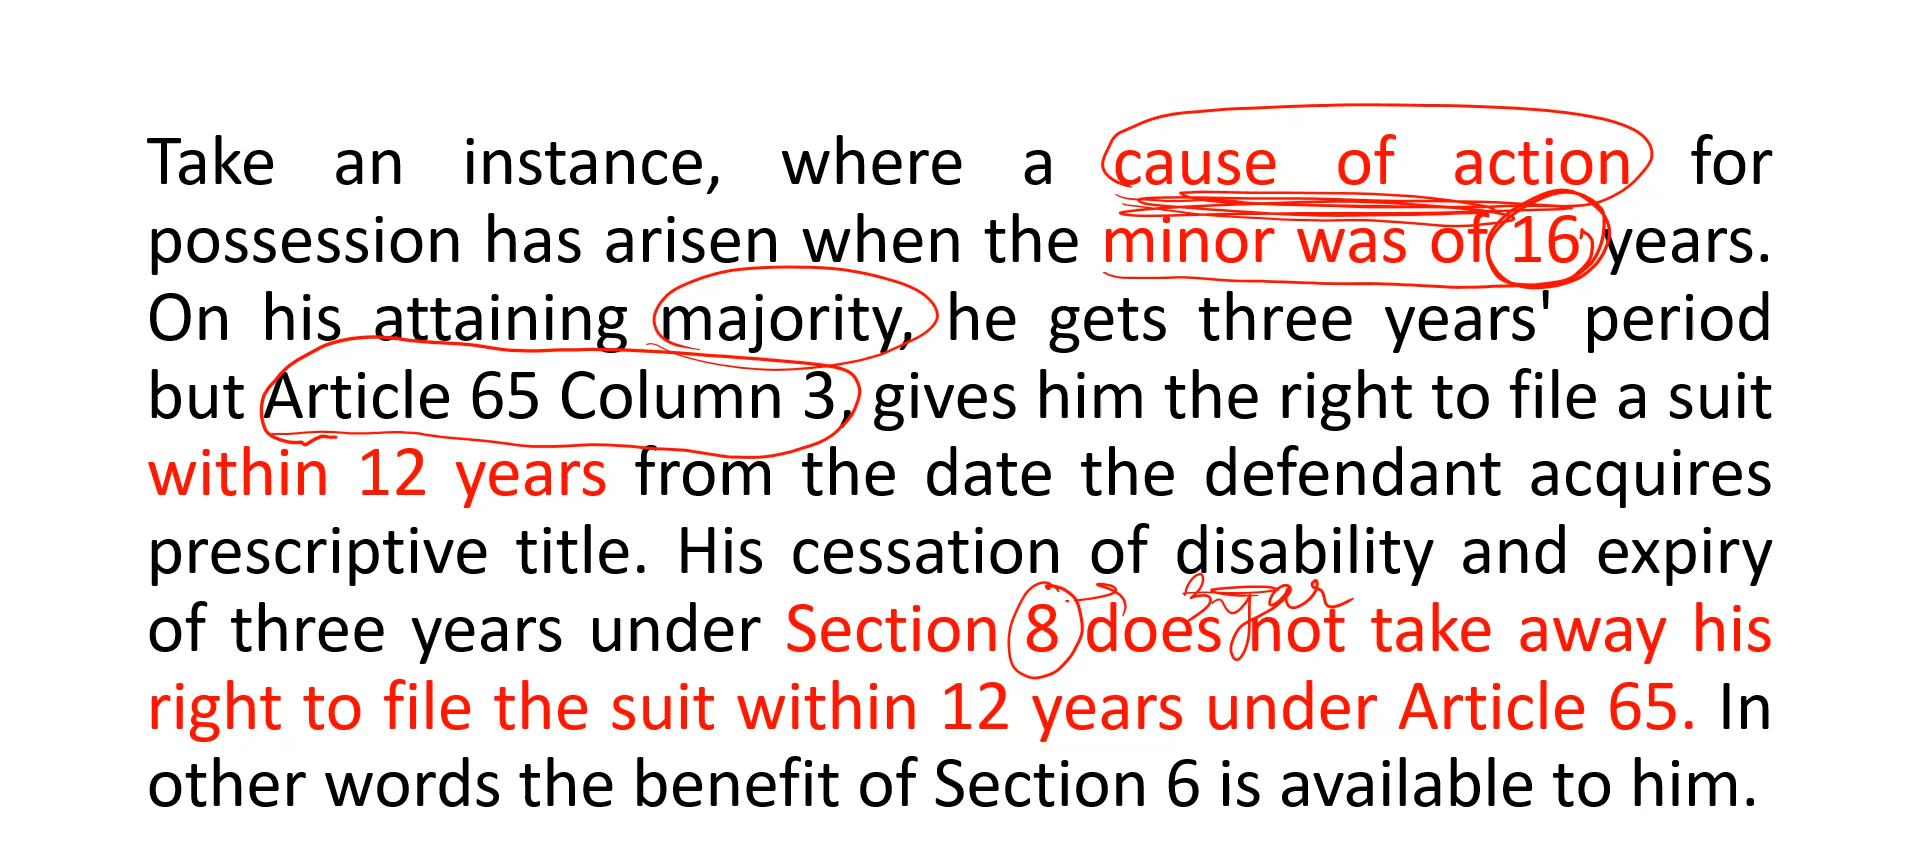 Take an instance, where a cause of action for
possession has arisen when the minor was of 16 years.
On his attaining majority, he gets three years' period
but Article 65 Column 3, gives him the right to file a suit
within 12 years from the date the defendant acquires
prescriptive title. His cessation of disability and expiry
3 year
of three years under Section 8 does not take away his
right to file the suit within 12 years under Article 65. In
other words the benefit of Section 6 is available to him.